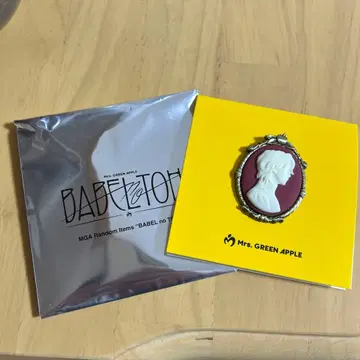 Mrs. GREEN APPLE
BABEL no TOH
MGA Random Items "BABEL no T
Mrs. GREEN APPLE